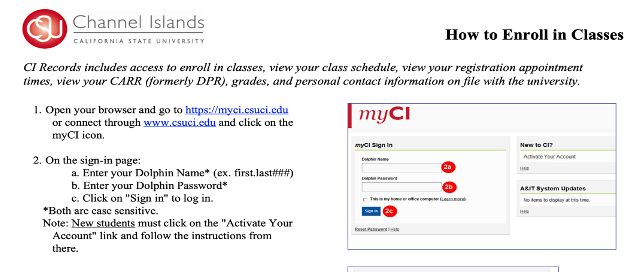 CSU
Channel Islands
CALIFORNIA STATE UNIVERSITY
How to Enroll in Classes
CI Records includes access to enroll in classes, view your class schedule, view your registration appointment
times, view your CARR (formerly DPR), grades, and personal contact information on file with the university.
1. Open your browser and go to https://myci.csuci.edu
or connect through www.csuci.edu and click on the
myCI icon.
2. On the sign-in page:
a. Enter your Dolphin Name* (ex. first.last###)
b. Enter your Dolphin Password*
c. Click on "Sign in" to log in.
*Both are case sensitive.
Note: New students must click on the "Activate Your
Account" link and follow the instructions from
there.
myCI
myCI Sign In
Dolphin Name
2a
Dolphin Password
2b
This is my home or office computer (Learn more).
Sign In
2c
Reset Password | Help
New to CI?
Activate Your Account
Help
A&IT System Updates
No items to display at this time.
Help